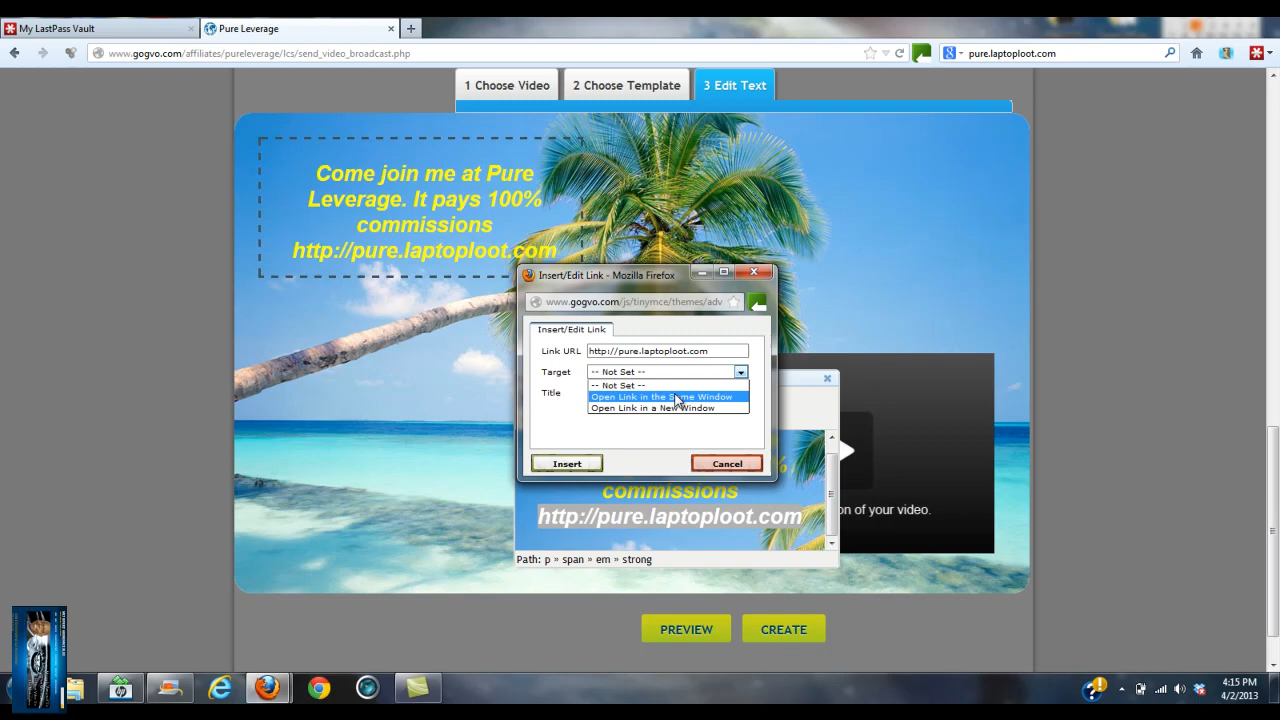 My LastPass Vault
Pure Leverage
www.gogvo.com/affiliates/pureleverage/lcs/send_video_broadcast.php
pure.laptoploot.com
1 Choose Video
2 Choose Template
3 Edit Text
Come join me at Pure
Leverage. It pays 100%
commissions
http://pure.laptoploot.com
Insert/Edit Link - Mozilla Firefox
www.gogvo.com/js/tinymce/themes/adv
Insert/Edit Link
Link URL
http://pure.laptoploot.com
Target
-- Not Set --
-- Not Set --
Open Link in the Same Window
Open Link in a New Window
Title
Insert
Cancel
%
commissions
http://pure.laptoploot.com
on of your video.
Path: p » span » em » strong
PREVIEW
CREATE
4:15 PM
4/2/2013